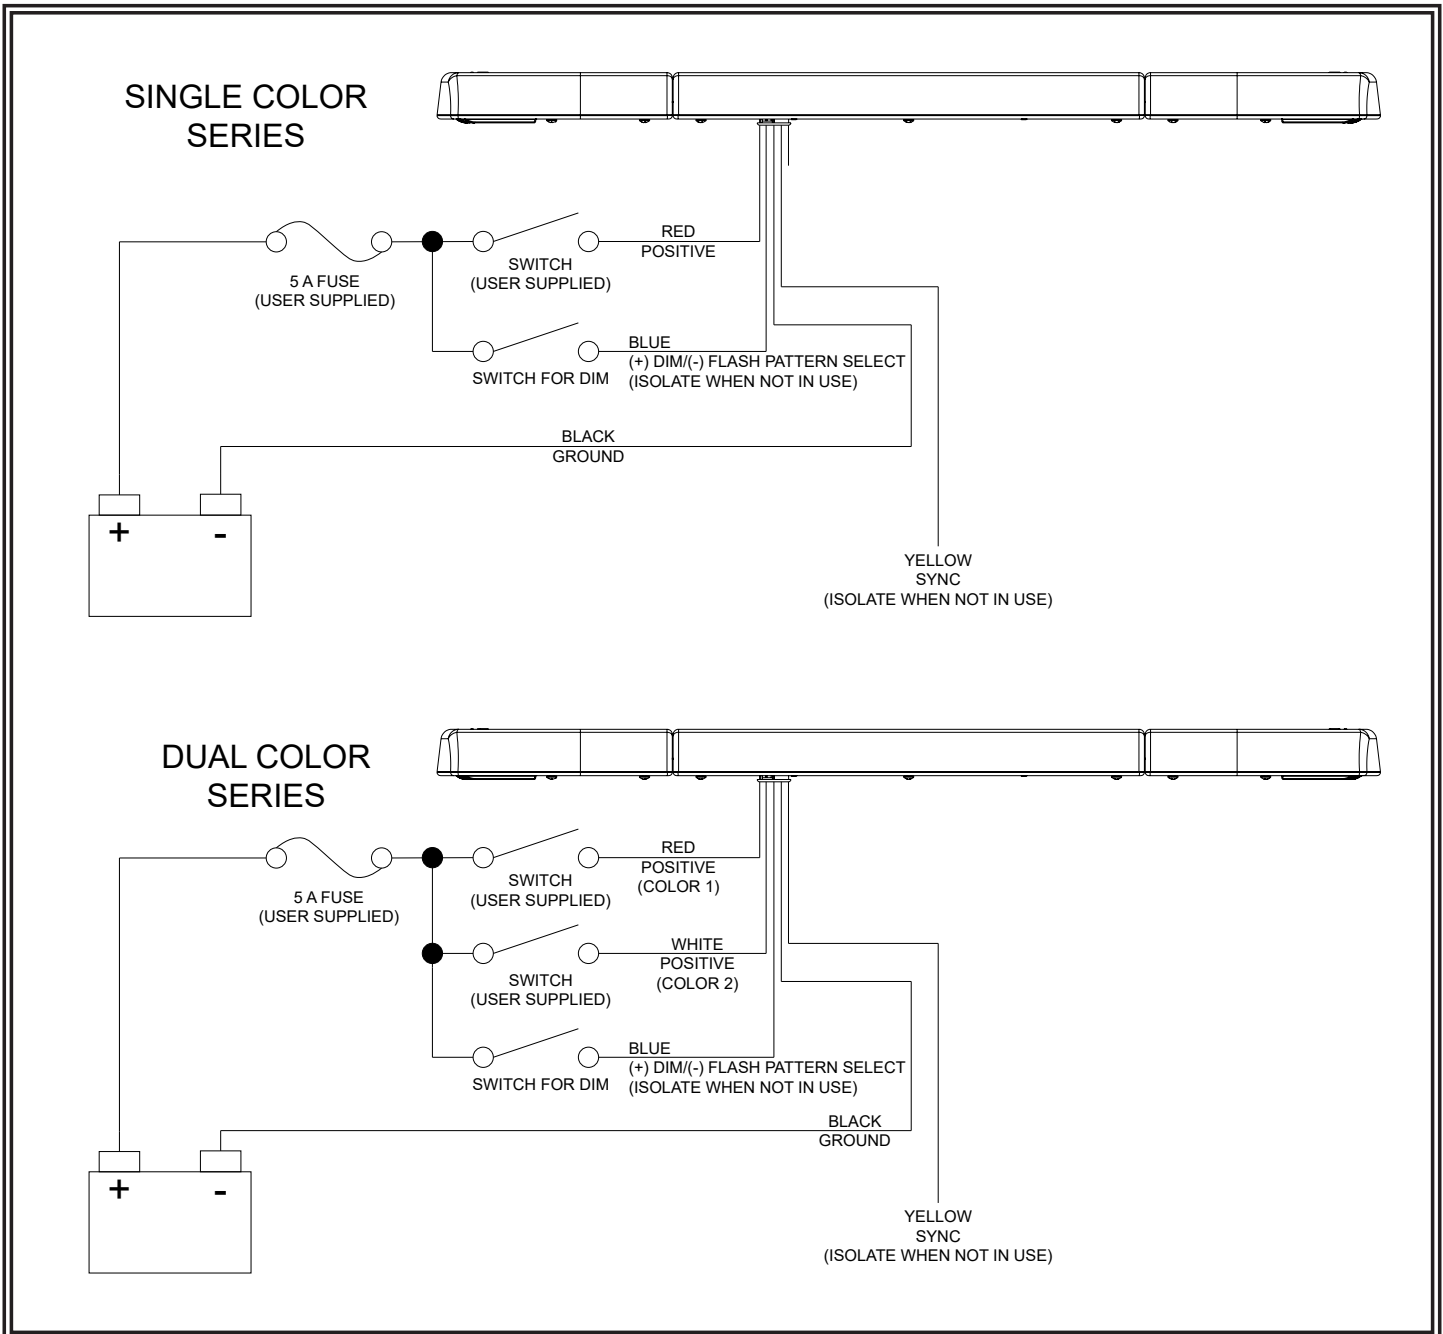 SINGLE COLOR
SERIES
RED
POSITIVE
SWITCH
(USER SUPPLIED)
5 A FUSE
(USER SUPPLIED)
BLUE
(+) DIM/(-) FLASH PATTERN SELECT
(ISOLATE WHEN NOT IN USE)
SWITCH FOR DIM
BLACK
GROUND
+
-
YELLOW
SYNC
(ISOLATE WHEN NOT IN USE)
DUAL COLOR
SERIES
RED
POSITIVE
(COLOR 1)
SWITCH
(USER SUPPLIED)
5 A FUSE
(USER SUPPLIED)
WHITE
POSITIVE
(COLOR 2)
SWITCH
(USER SUPPLIED)
BLUE
(+) DIM/(-) FLASH PATTERN SELECT
(ISOLATE WHEN NOT IN USE)
SWITCH FOR DIM
BLACK
GROUND
+
-
YELLOW
SYNC
(ISOLATE WHEN NOT IN USE)